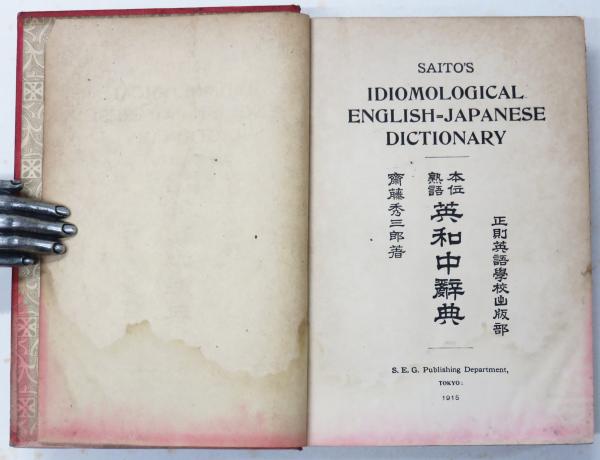 SAITO'S
IDIOMOLOGICAL
ENGLISH-JAPANESE
DICTIONARY
正則英語學校出版部
熟語
本位
英和中辭典
齋藤秀三郎著
S. E. G. Publishing Department,
TOKYO:
1915